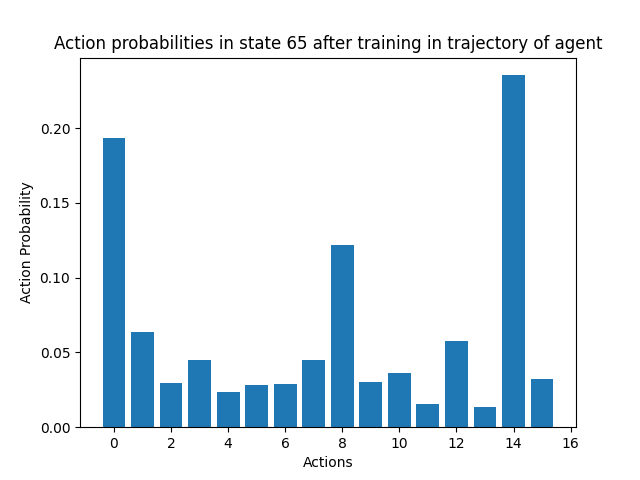 Action probabilities in state 65 after training in trajectory of agent
Action Probability
0.20
0.15
0.10
0.05
0.00
0 2 4 6 8 10 12 14 16
Actions